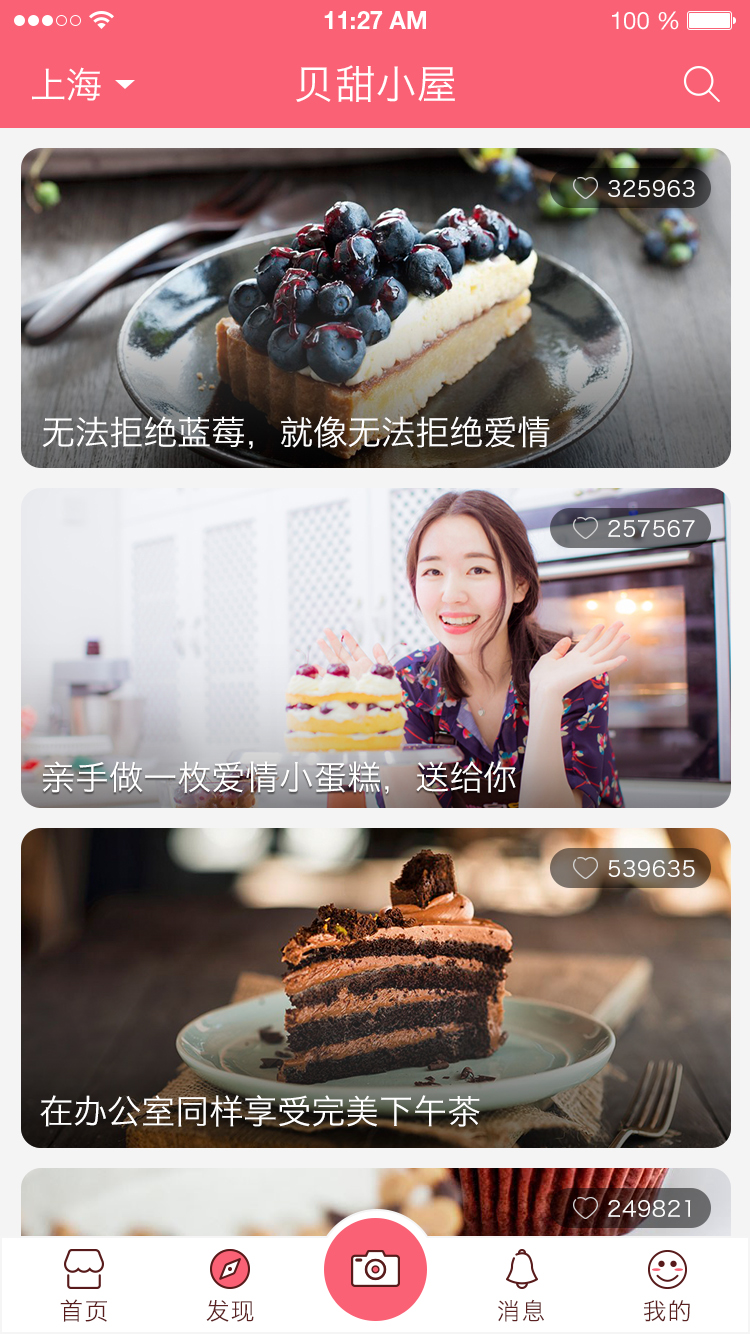 11:27 AM
100 %
上海
贝甜小屋
325963
无法拒绝蓝莓，就像无法拒绝爱情
257567
亲手做一枚爱情小蛋糕，送给你
539635
在办公室同样享受完美下午茶
249821
首页
发现
消息
我的